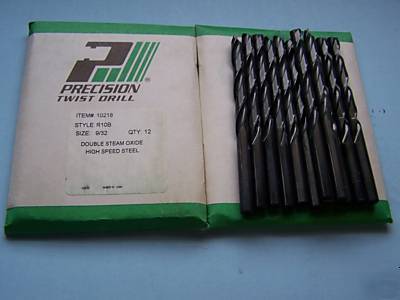 PRECISION
TWIST DRILL
ITEM# 10218
STYLE R10B
SIZE: 9/32 QTY: 12
DOUBLE STEAM OXIDE
HIGH SPEED STEEL